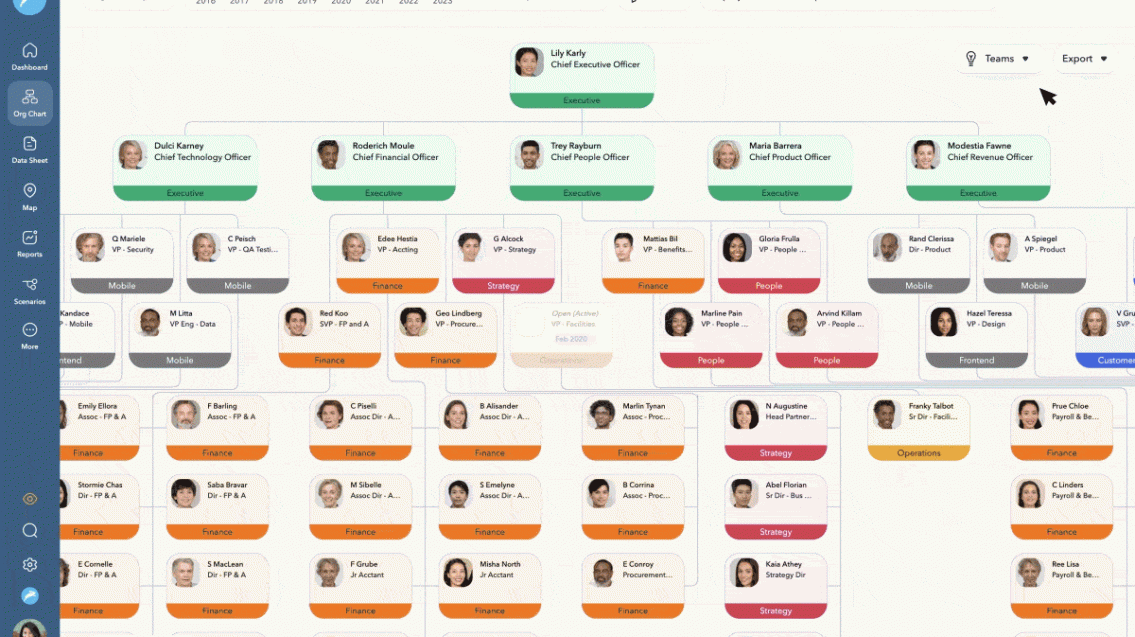 2016 2017 2018 2019 2020 2021 2022 2023
Dashboard
Org Chart
Data Sheet
Map
Reports
Scenarios
More
Teams
Export
Lily Karly
Chief Executive Officer
Executive
Dulci Karney
Chief Technology Officer
Executive
Roderich Moule
Chief Financial Officer
Executive
Trey Rayburn
Chief People Officer
Executive
Maria Barrera
Chief Product Officer
Executive
Modestia Fawne
Chief Revenue Officer
Executive
Q Mariele
VP - Security
Mobile
C Peisch
VP - QA Testi...
Mobile
Edee Hestia
VP - Accting
Finance
G Alcock
VP - Strategy
Strategy
Mattias Bil
VP - Benefits...
Finance
Gloria Frulla
VP - People ...
People
Rand Clerissa
Dir - Product
Mobile
A Spiegel
VP - Product
Mobile
Kandace
P - Mobile
ntend
M Litta
VP Eng - Data
Mobile
Red Koo
SVP - FP and A
Finance
Geo Lindberg
VP - Procure...
Finance
Open (Active)
VP - Facilities
Feb 2020
Marline Pain
VP - People ...
People
Arvind Killam
VP - People ...
People
Hazel Teressa
VP - Design
Frontend
V Gru
SVP -
Customer
Emily Ellora
Assoc - FP & A
Finance
F Barling
Assoc - FP & A
Finance
C Piselli
Assoc Dir - A...
Finance
B Alisander
Assoc Dir - A...
Finance
Marlin Tynan
Assoc - Proc...
Finance
N Augustine
Head Partner...
Strategy
Franky Talbot
Sr Dir - Facili...
Operations
Prue Chloe
Payroll & Be...
Finance
Stormie Chas
Dir - FP & A
Finance
Saba Bravar
Dir - FP & A
Finance
M Sibelle
Assoc Dir - A...
Finance
S Emelyne
Assoc Dir - A...
Finance
B Corrina
Assoc - Proc...
Finance
Abel Florian
Sr Dir - Bus ...
Strategy
C Linders
Payroll & Be...
Finance
E Cornelle
Dir - FP & A
Finance
S MacLean
Dir - FP & A
Finance
F Grube
Jr Acctant
Finance
Misha North
Jr Acctant
Finance
E Conroy
Procurement...
Finance
Kaia Athey
Strategy Dir
Strategy
Ree Lisa
Payroll & Be...
Finance